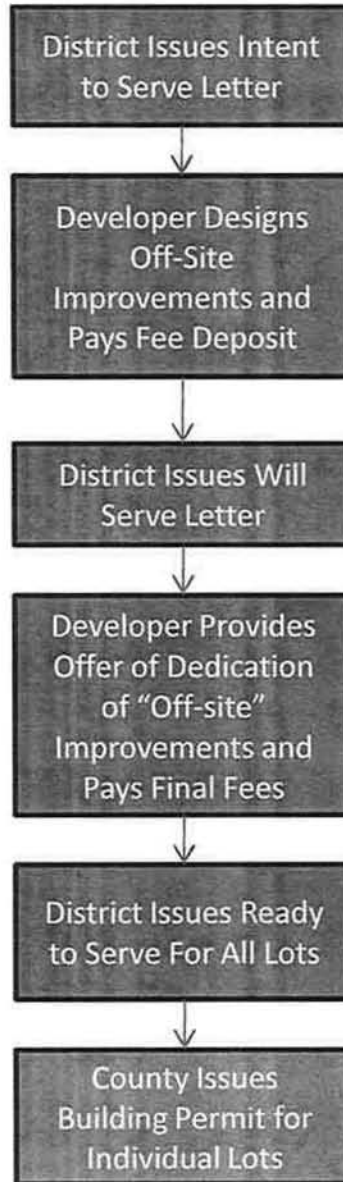 District Issues Intent
to Serve Letter
Developer Designs
Off-Site
Improvements and
Pays Fee Deposit
District Issues Will
Serve Letter
Developer Provides
Offer of Dedication
of “Off-site”
Improvements and
Pays Final Fees
District Issues Ready
to Serve For All Lots
County Issues
Building Permit for
Individual Lots